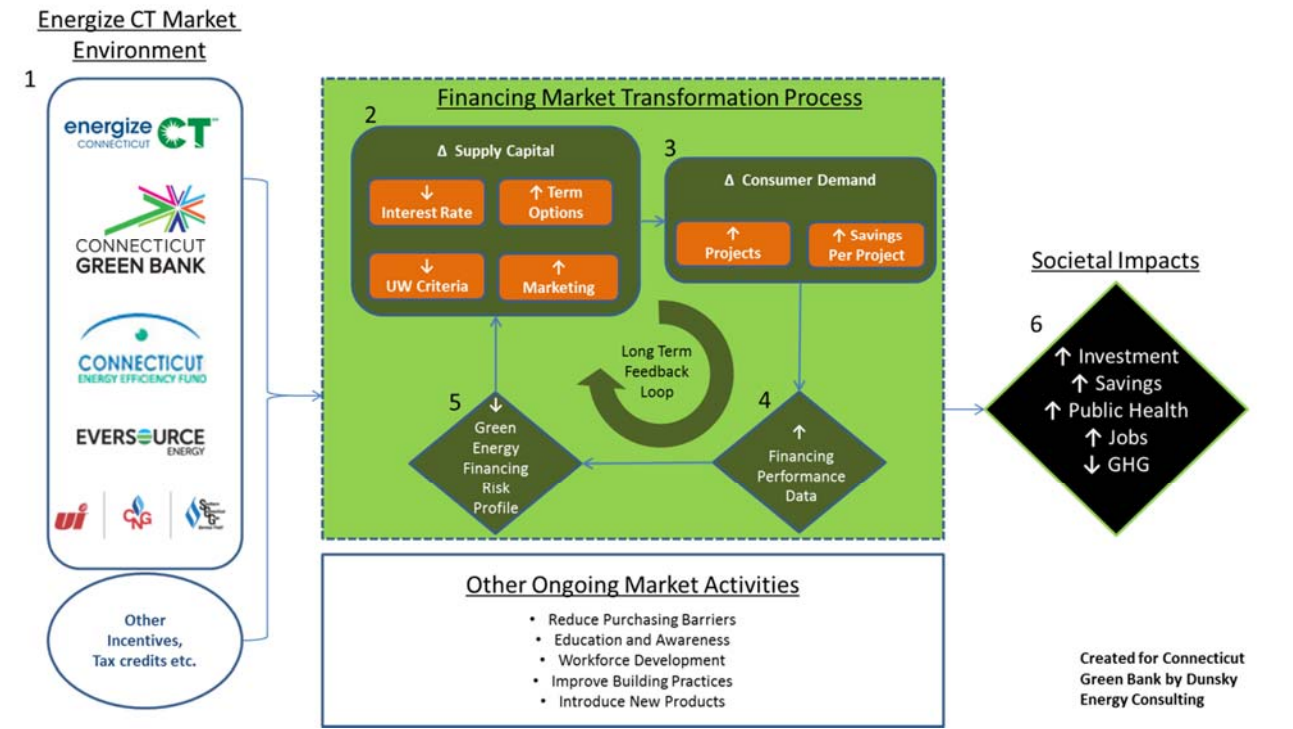 Energize CT Market
Environment
1
energize CT™
CONNECTICUT
CONNECTICUT
GREEN BANK
CONNECTICUT
ENERGY EFFICIENCY FUND
EVERSOURCE
ENERGY
ui
CNG
Other
Incentives,
Tax credits etc.
Financing Market Transformation Process
2
Δ Supply Capital
↓
Interest Rate
↑ Term
Options
↓
UW Criteria
↑
Marketing
3
Δ Consumer Demand
↑
Projects
↑ Savings
Per Project
Long Term
Feedback
Loop
4
↑
Financing
Performance
Data
5
↓
Green
Energy
Financing
Risk
Profile
Other Ongoing Market Activities
• Reduce Purchasing Barriers
• Education and Awareness
• Workforce Development
• Improve Building Practices
• Introduce New Products
Societal Impacts
6
↑ Investment
↑ Savings
↑ Public Health
↑ Jobs
↓ GHG
Created for Connecticut
Green Bank by Dunsky
Energy Consulting